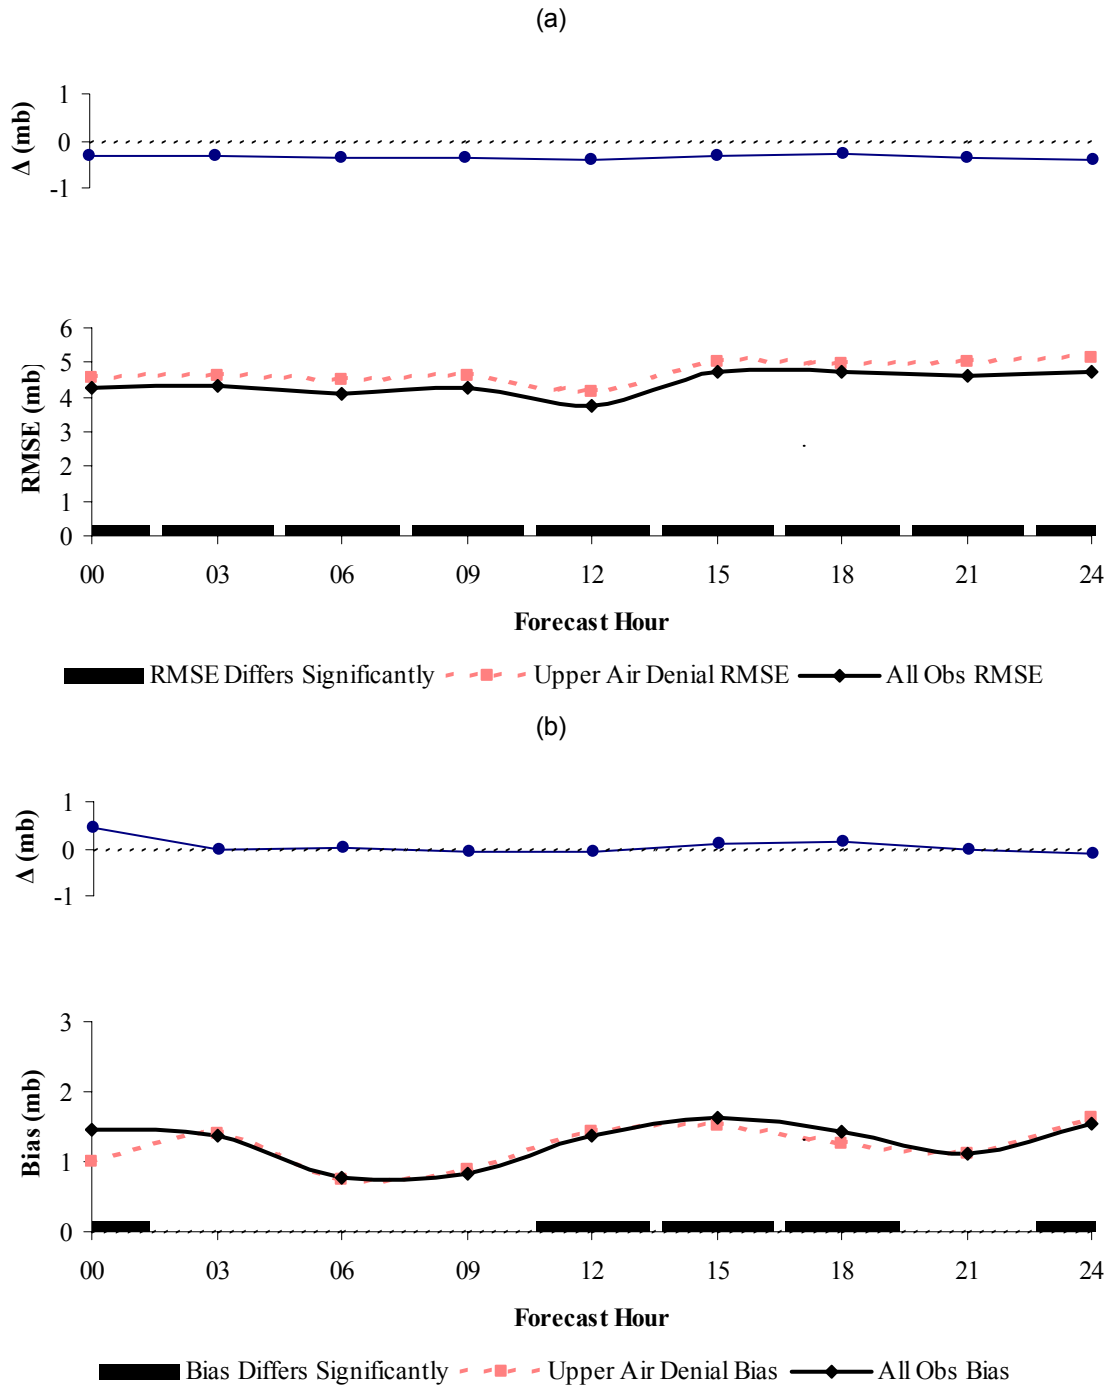 (a)
1
0
-1
Δ (mb)
6
5
4
3
2
1
0
RMSE (mb)
00 03 06 09 12 15 18 21 24
Forecast Hour
RMSE Differs Significantly Upper Air Denial RMSE All Obs RMSE
(b)
1
0
-1
Δ (mb)
3
2
1
0
Bias (mb)
00 03 06 09 12 15 18 21 24
Forecast Hour
Bias Differs Significantly Upper Air Denial Bias All Obs Bias